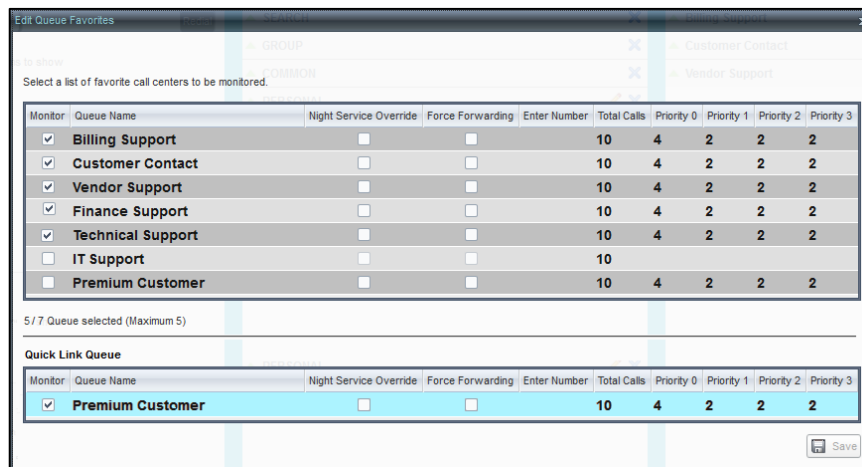 Edit Queue Favorites
SEARCH
Billing Support
GROUP
Customer Contact
s to show
COMMON
Vendor Support
Select a list of favorite call centers to be monitored.
PERSONAL
Monitor Queue Name Night Service Override Force Forwarding Enter Number Total Calls Priority 0 Priority 1 Priority 2 Priority 3
Billing Support 10 4 2 2 2
Customer Contact 10 4 2 2 2
Vendor Support 10 4 2 2 2
Finance Support 10 4 2 2 2
Technical Support 10 4 2 2 2
IT Support 10
Premium Customer 10 4 2 2 2
5 / 7 Queue selected (Maximum 5)
Quick Link Queue
PERSONAL
Monitor Queue Name Night Service Override Force Forwarding Enter Number Total Calls Priority 0 Priority 1 Priority 2 Priority 3
Premium Customer 10 4 2 2 2
Save